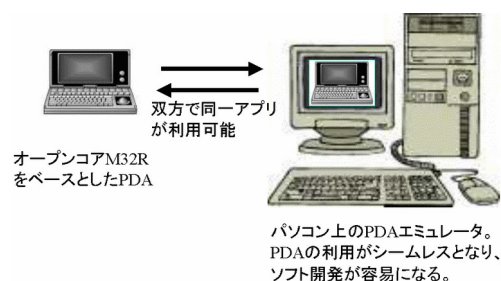 双方で同一アプリ
が利用可能
オープンコアM32R
をベースとしたPDA
パソコン上のPDAエミュレータ。
PDAの利用がシームレスとなり、
ソフト開発が容易になる。